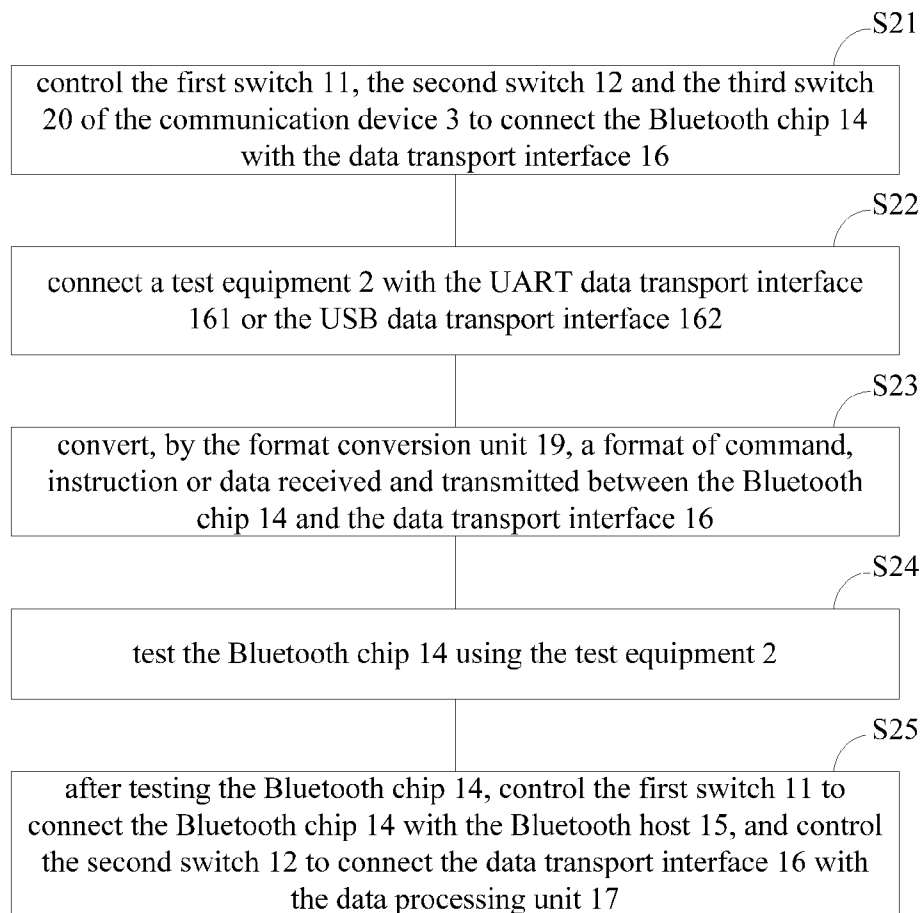 S21
control the first switch 11, the second switch 12 and the third switch
20 of the communication device 3 to connect the Bluetooth chip 14
with the data transport interface 16
S22
connect a test equipment 2 with the UART data transport interface
161 or the USB data transport interface 162
S23
convert, by the format conversion unit 19, a format of command,
instruction or data received and transmitted between the Bluetooth
chip 14 and the data transport interface 16
S24
test the Bluetooth chip 14 using the test equipment 2
S25
after testing the Bluetooth chip 14, control the first switch 11 to
connect the Bluetooth chip 14 with the Bluetooth host 15, and control
the second switch 12 to connect the data transport interface 16 with
the data processing unit 17